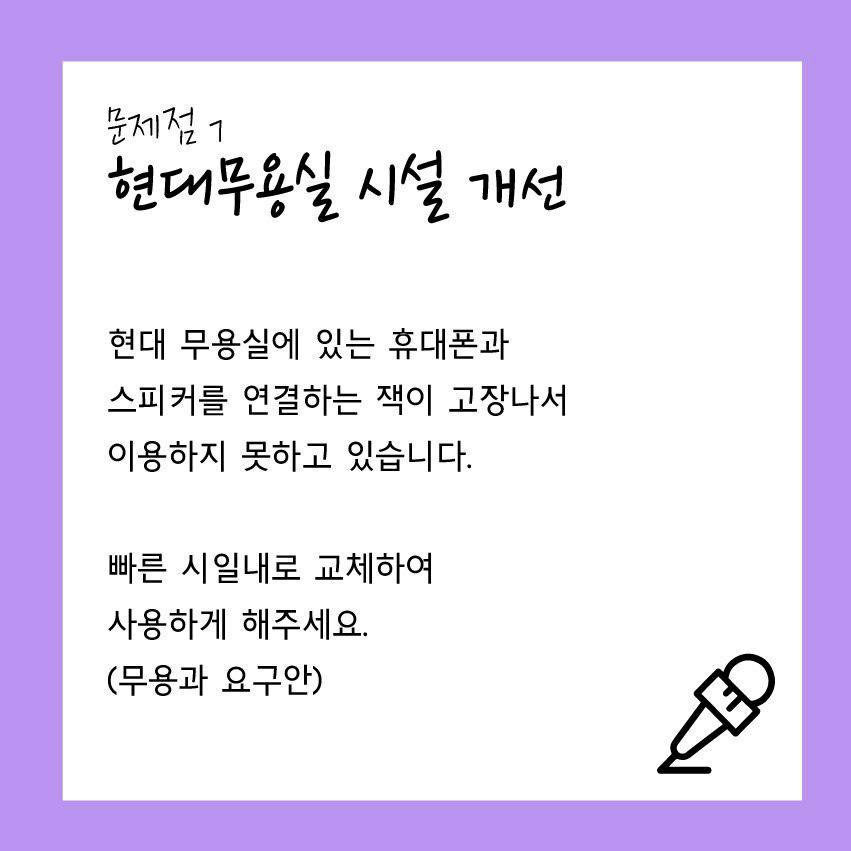 문제점 7
현대무용실 시설 개선
현대 무용실에 있는 휴대폰과
스피커를 연결하는 잭이 고장나서
이용하지 못하고 있습니다.
빠른 시일내로 교체하여
사용하게 해주세요.
(무용과 요구안)